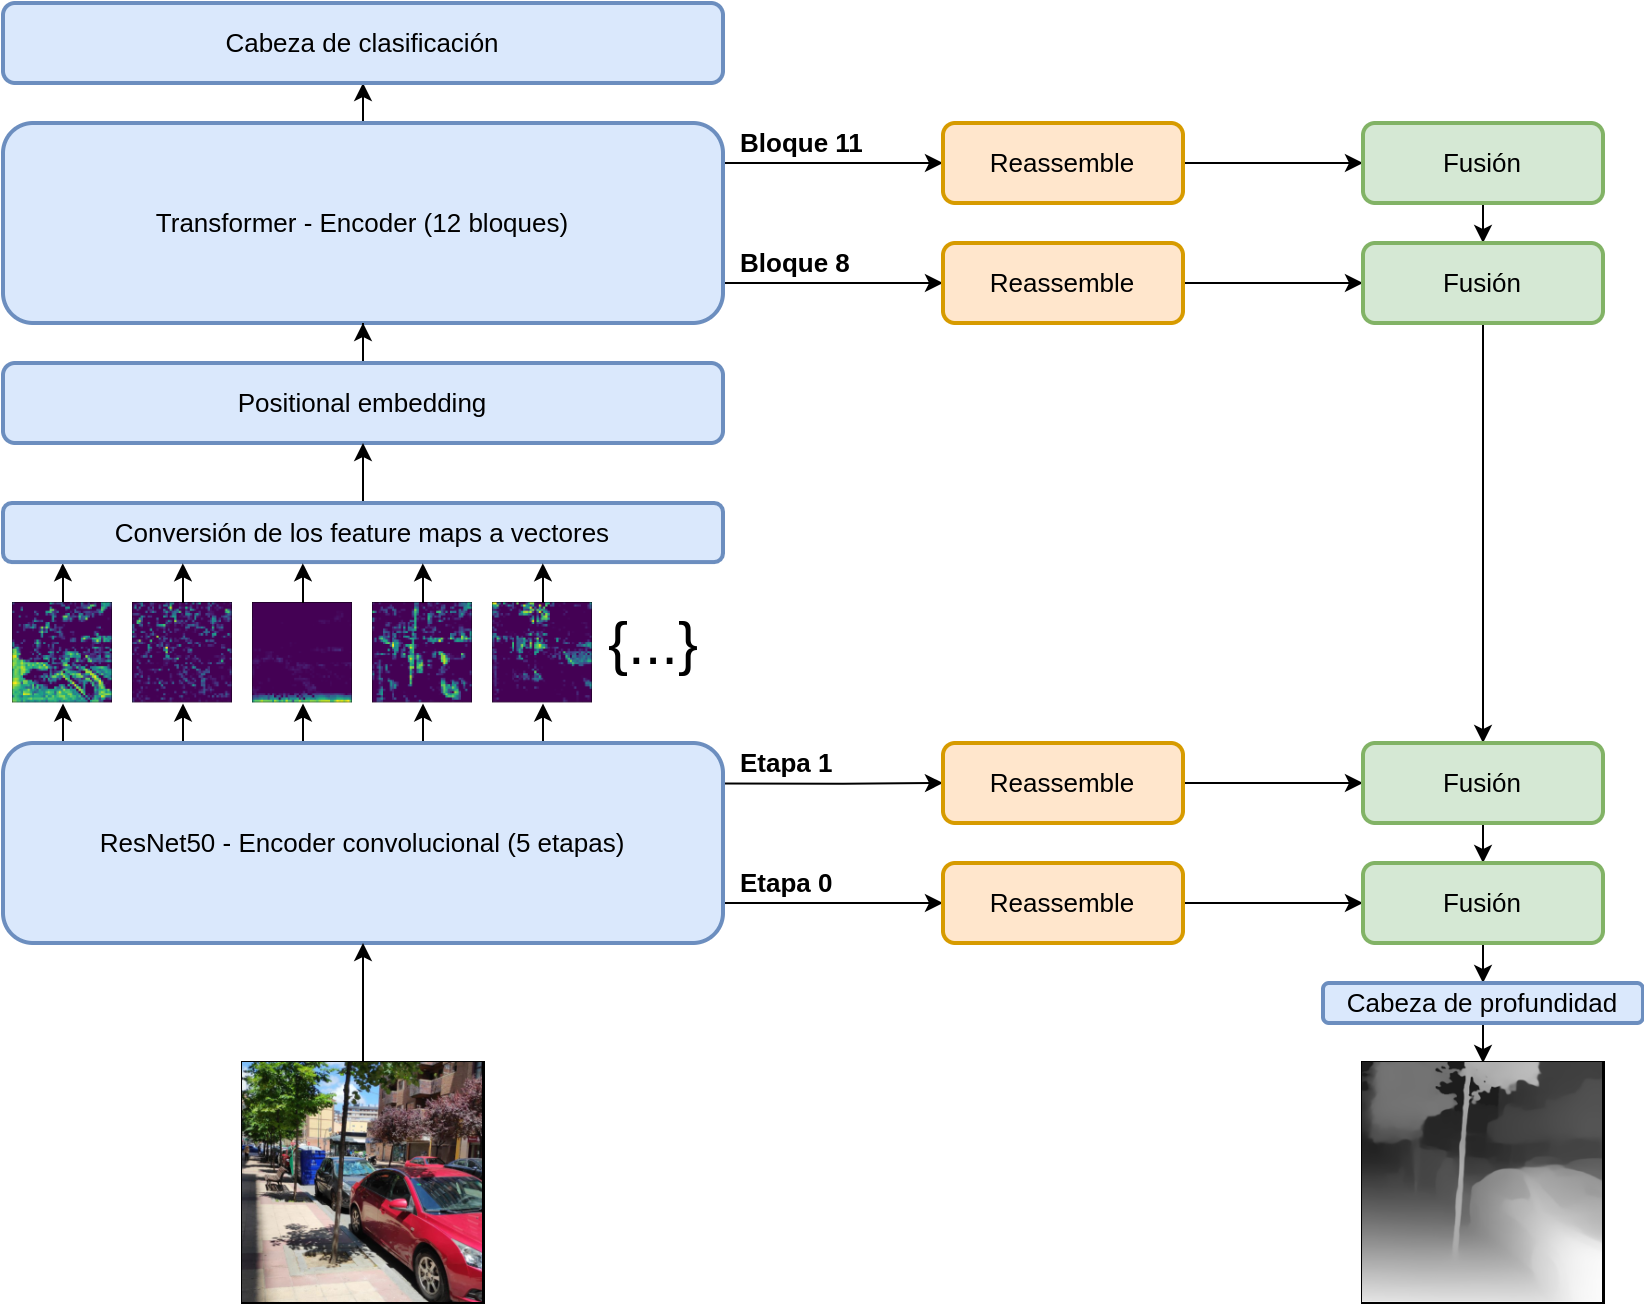 Cabeza de clasificación
Transformer - Encoder (12 bloques)
Bloque 11
Reassemble
Fusión
Bloque 8
Reassemble
Fusión
Positional embedding
Conversión de los feature maps a vectores
{...}
ResNet50 - Encoder convolucional (5 etapas)
Etapa 1
Reassemble
Fusión
Etapa 0
Reassemble
Fusión
Cabeza de profundidad